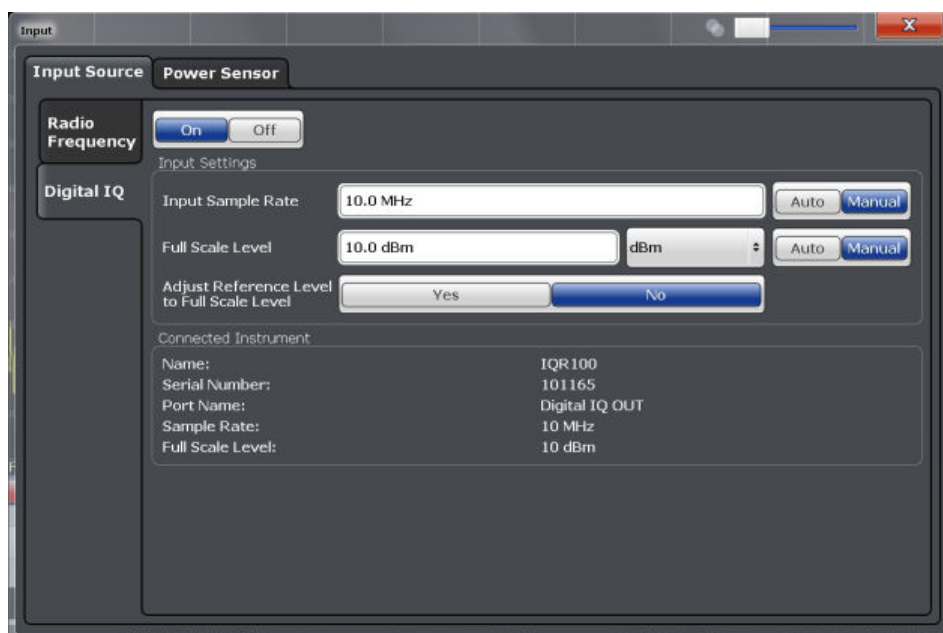 Input
Input Source Power Sensor
Radio
Frequency
On Off
Input Settings
Digital IQ
Input Sample Rate 10.0 MHz Auto Manual
Full Scale Level 10.0 dBm dBm Auto Manual
Adjust Reference Level
to Full Scale Level
Yes No
Connected Instrument
Name: IQR100
Serial Number: 101165
Port Name: Digital IQ OUT
Sample Rate: 10 MHz
Full Scale Level: 10 dBm